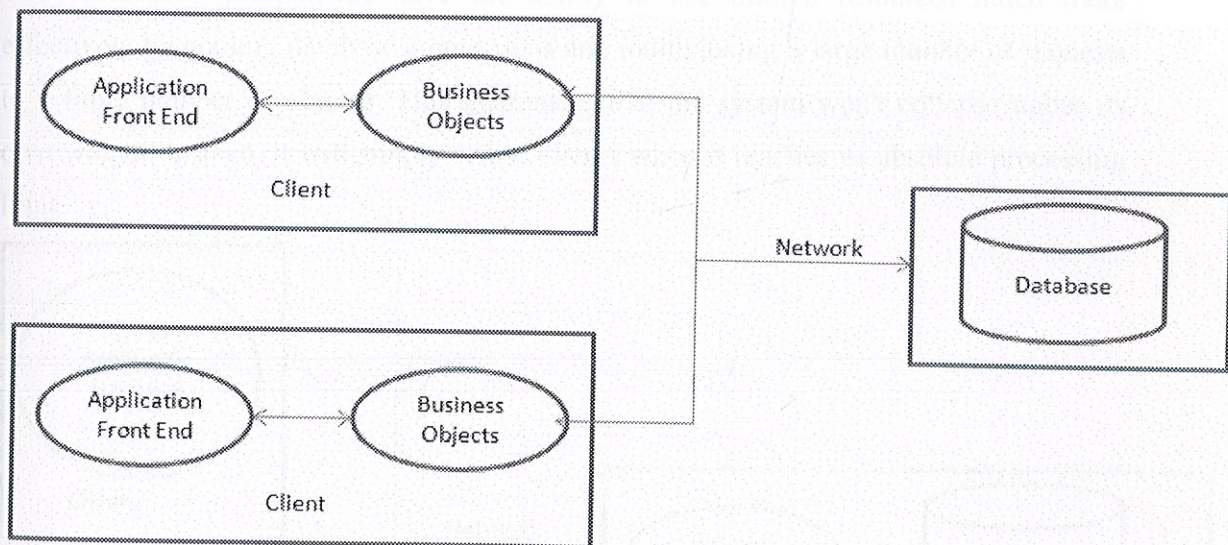 Application
Front End
Business
Objects
Client
Network
Database
Application
Front End
Business
Objects
Client